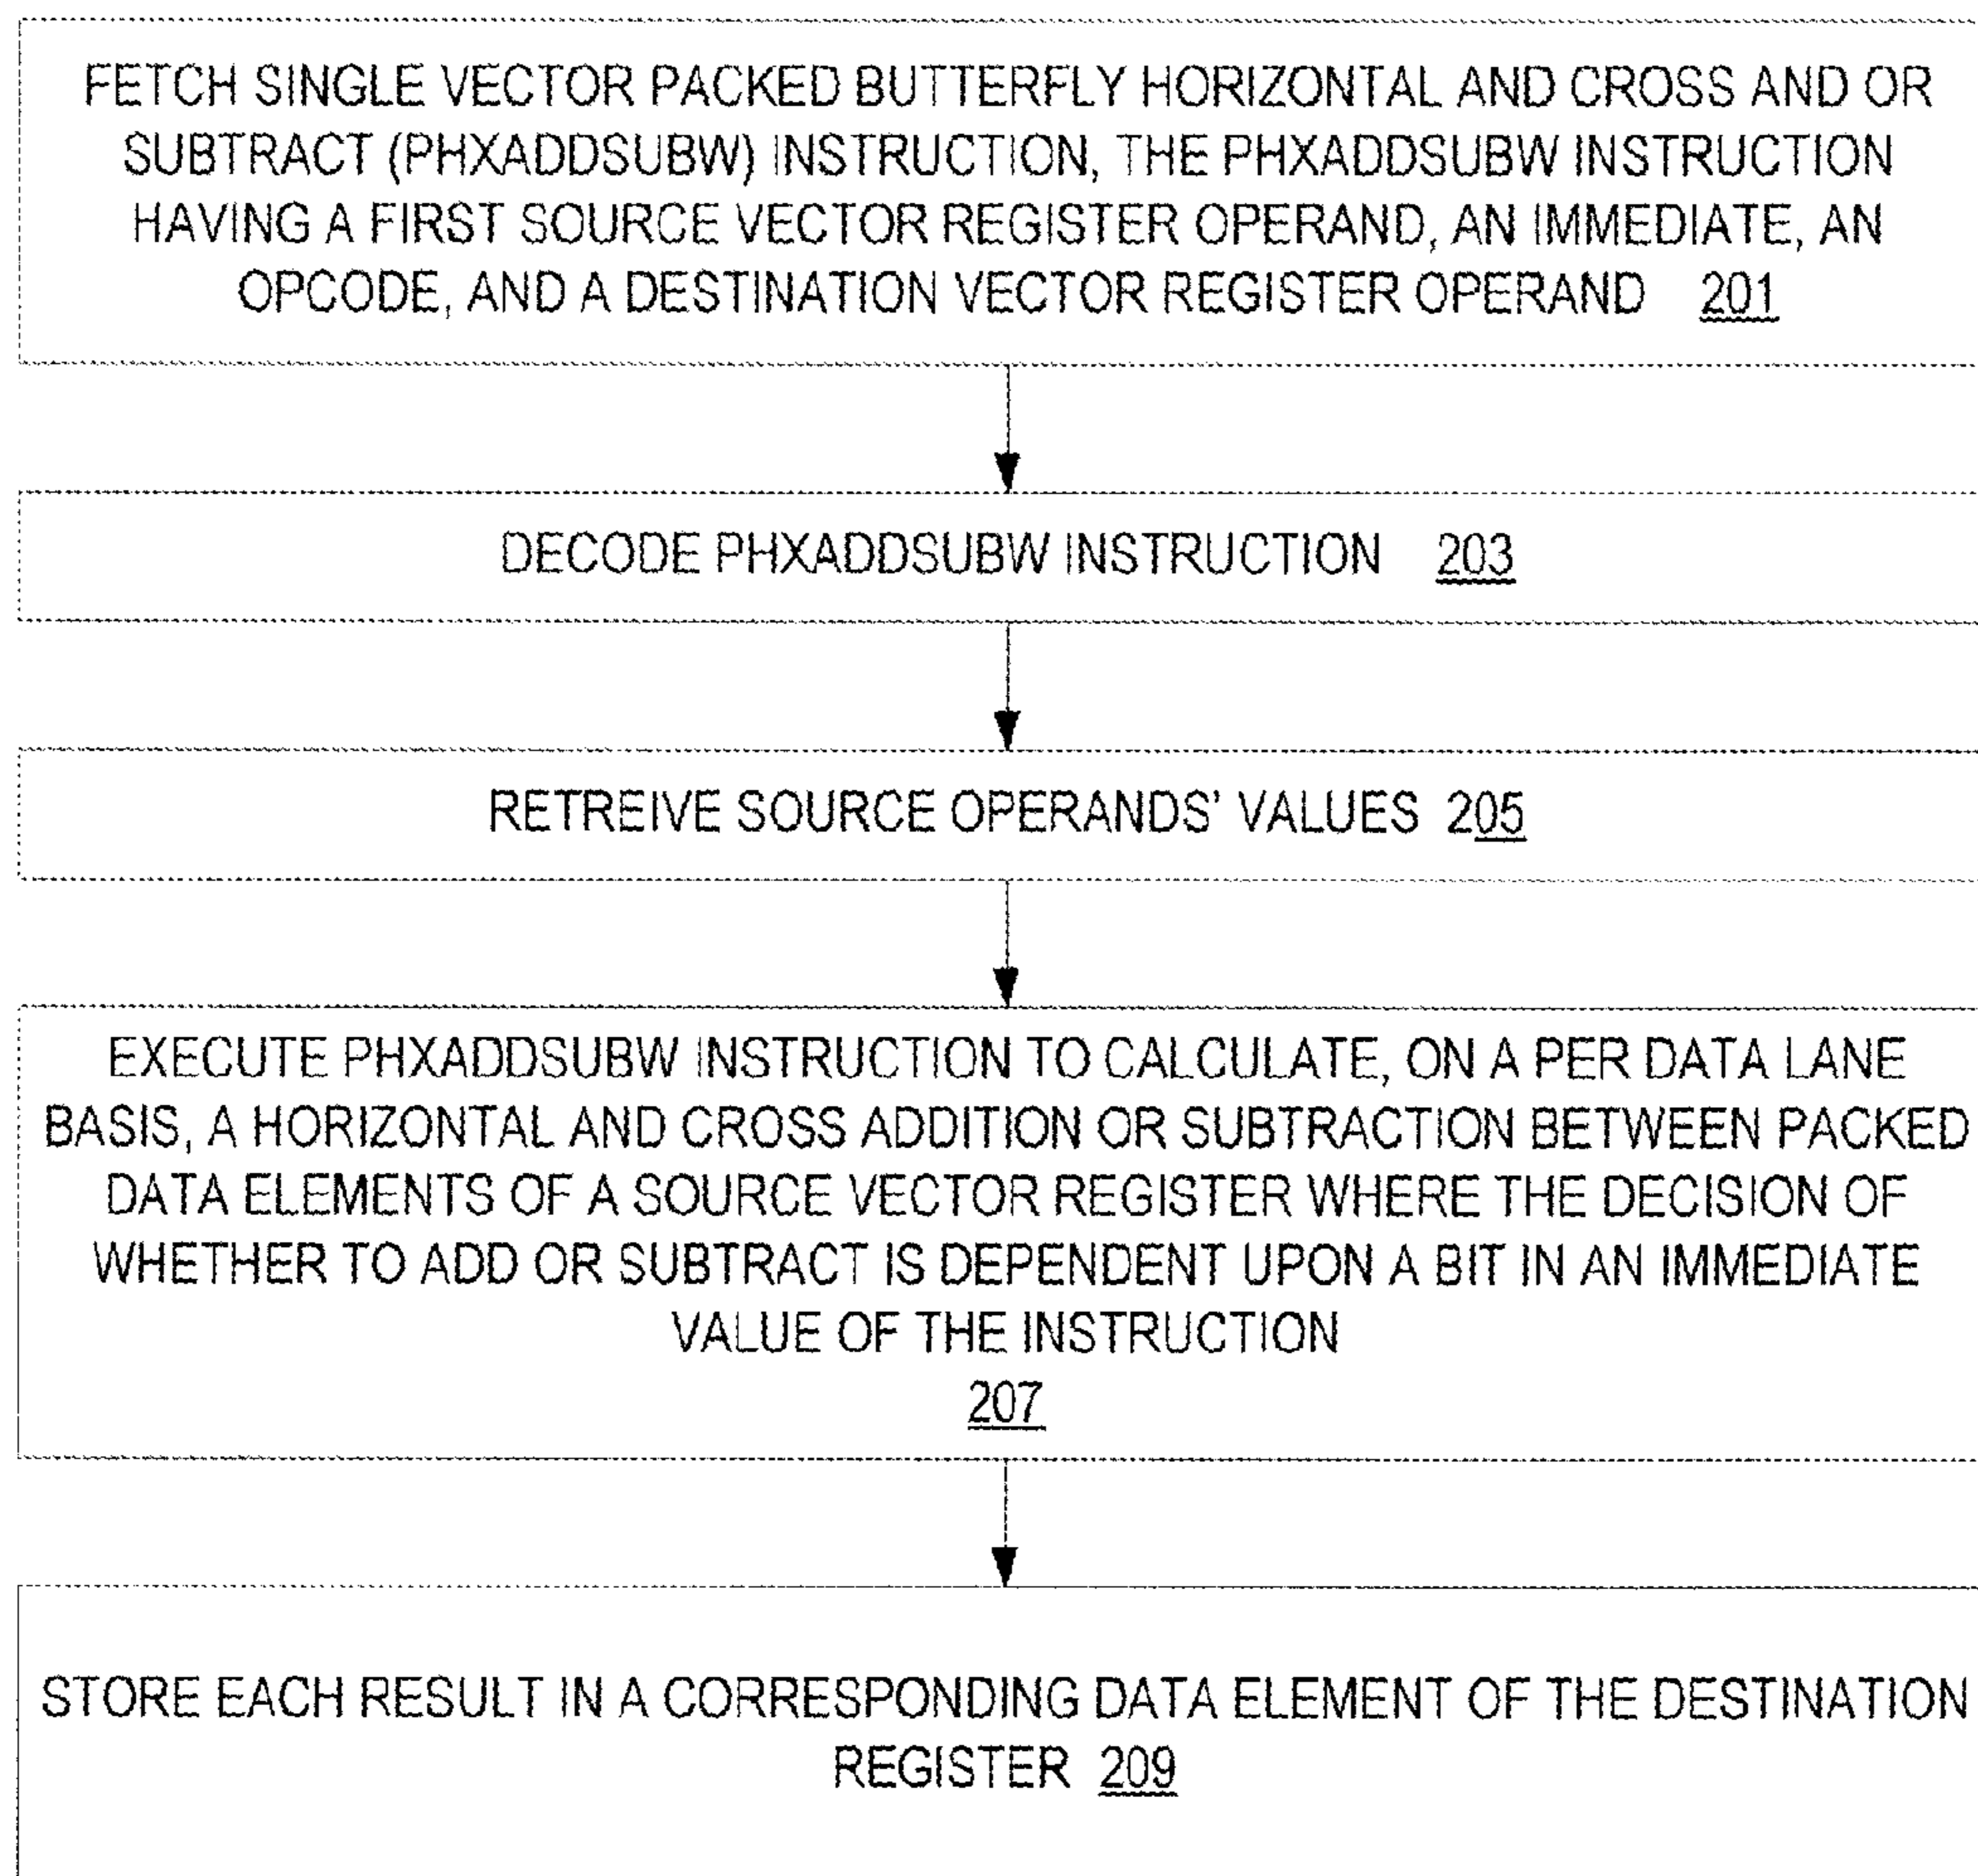 FETCH SINGLE VECTOR PACKED BUTTERFLY HORIZONTAL AND CROSS AND OR
SUBTRACT (PHXADDSUBW) INSTRUCTION, THE PHXADDSUBW INSTRUCTION
HAVING A FIRST SOURCE VECTOR REGISTER OPERAND, AN IMMEDIATE, AN
OPCODE, AND A DESTINATION VECTOR REGISTER OPERAND 201
DECODE PHXADDSUBW INSTRUCTION 203
RETREIVE SOURCE OPERANDS' VALUES 205
EXECUTE PHXADDSUBW INSTRUCTION TO CALCULATE, ON A PER DATA LANE
BASIS, A HORIZONTAL AND CROSS ADDITION OR SUBTRACTION BETWEEN PACKED
DATA ELEMENTS OF A SOURCE VECTOR REGISTER WHERE THE DECISION OF
WHETHER TO ADD OR SUBTRACT IS DEPENDENT UPON A BIT IN AN IMMEDIATE
VALUE OF THE INSTRUCTION
207
STORE EACH RESULT IN A CORRESPONDING DATA ELEMENT OF THE DESTINATION
REGISTER 209